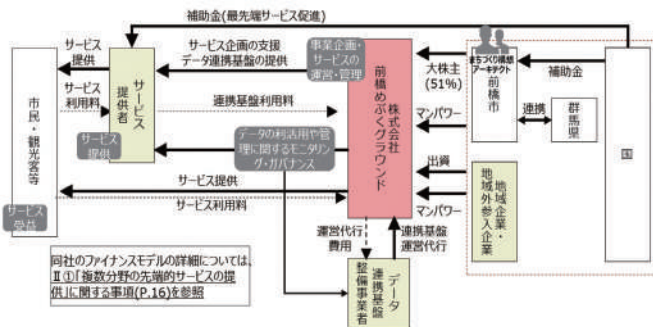 補助金(最先端サービス促進)
サービス
提供
サービス
利用料
市民・観光客等
サービス
受益
サービス
提供者
サービス
提供
サービス企画の支援
データ連携基盤の提供
連携基盤利用料
事業企画・
サービスの
運営・管理
データの利活用や管
理に関するモニタリ
ング・ガバナンス
サービス提供
サービス利用料
株式会社
前橋めぶくグラウンド
大株主
(51%)
マンパワー
出資
マンパワー
まちづくり構想
アーキテクト
前橋市
補助金
連携
群馬県
国
地域企業・
地域外参入企業
運営代行
費用
連携基盤
運営代行
データ
連携基盤
整備事業者
同社のファイナンスモデルの詳細については、
Ⅱ①「複数分野の先端的サービスの提
供」に関する事項(P.16)を参照